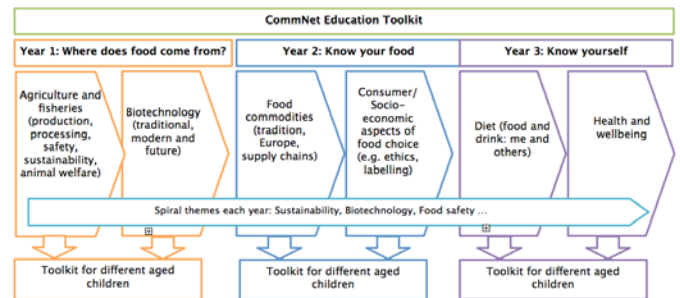 CommNet Education Toolkit
Year 1: Where does food come from?
Year 2: Know your food
Year 3: Know yourself
Agriculture and
fisheries
(production,
processing,
safety,
sustainability,
animal welfare)
Biotechnology
(traditional,
modern and
future)
Food
commodities
(tradition,
Europe,
supply chains)
Consumer/
Socio-
economic
aspects of
food choice
(e.g. ethics,
labelling)
Diet (food and
drink: me and
others)
Health and
wellbeing
Spiral themes each year: Sustainability, Biotechnology, Food safety ...
Toolkit for different aged
children
Toolkit for different aged
children
Toolkit for different aged
children